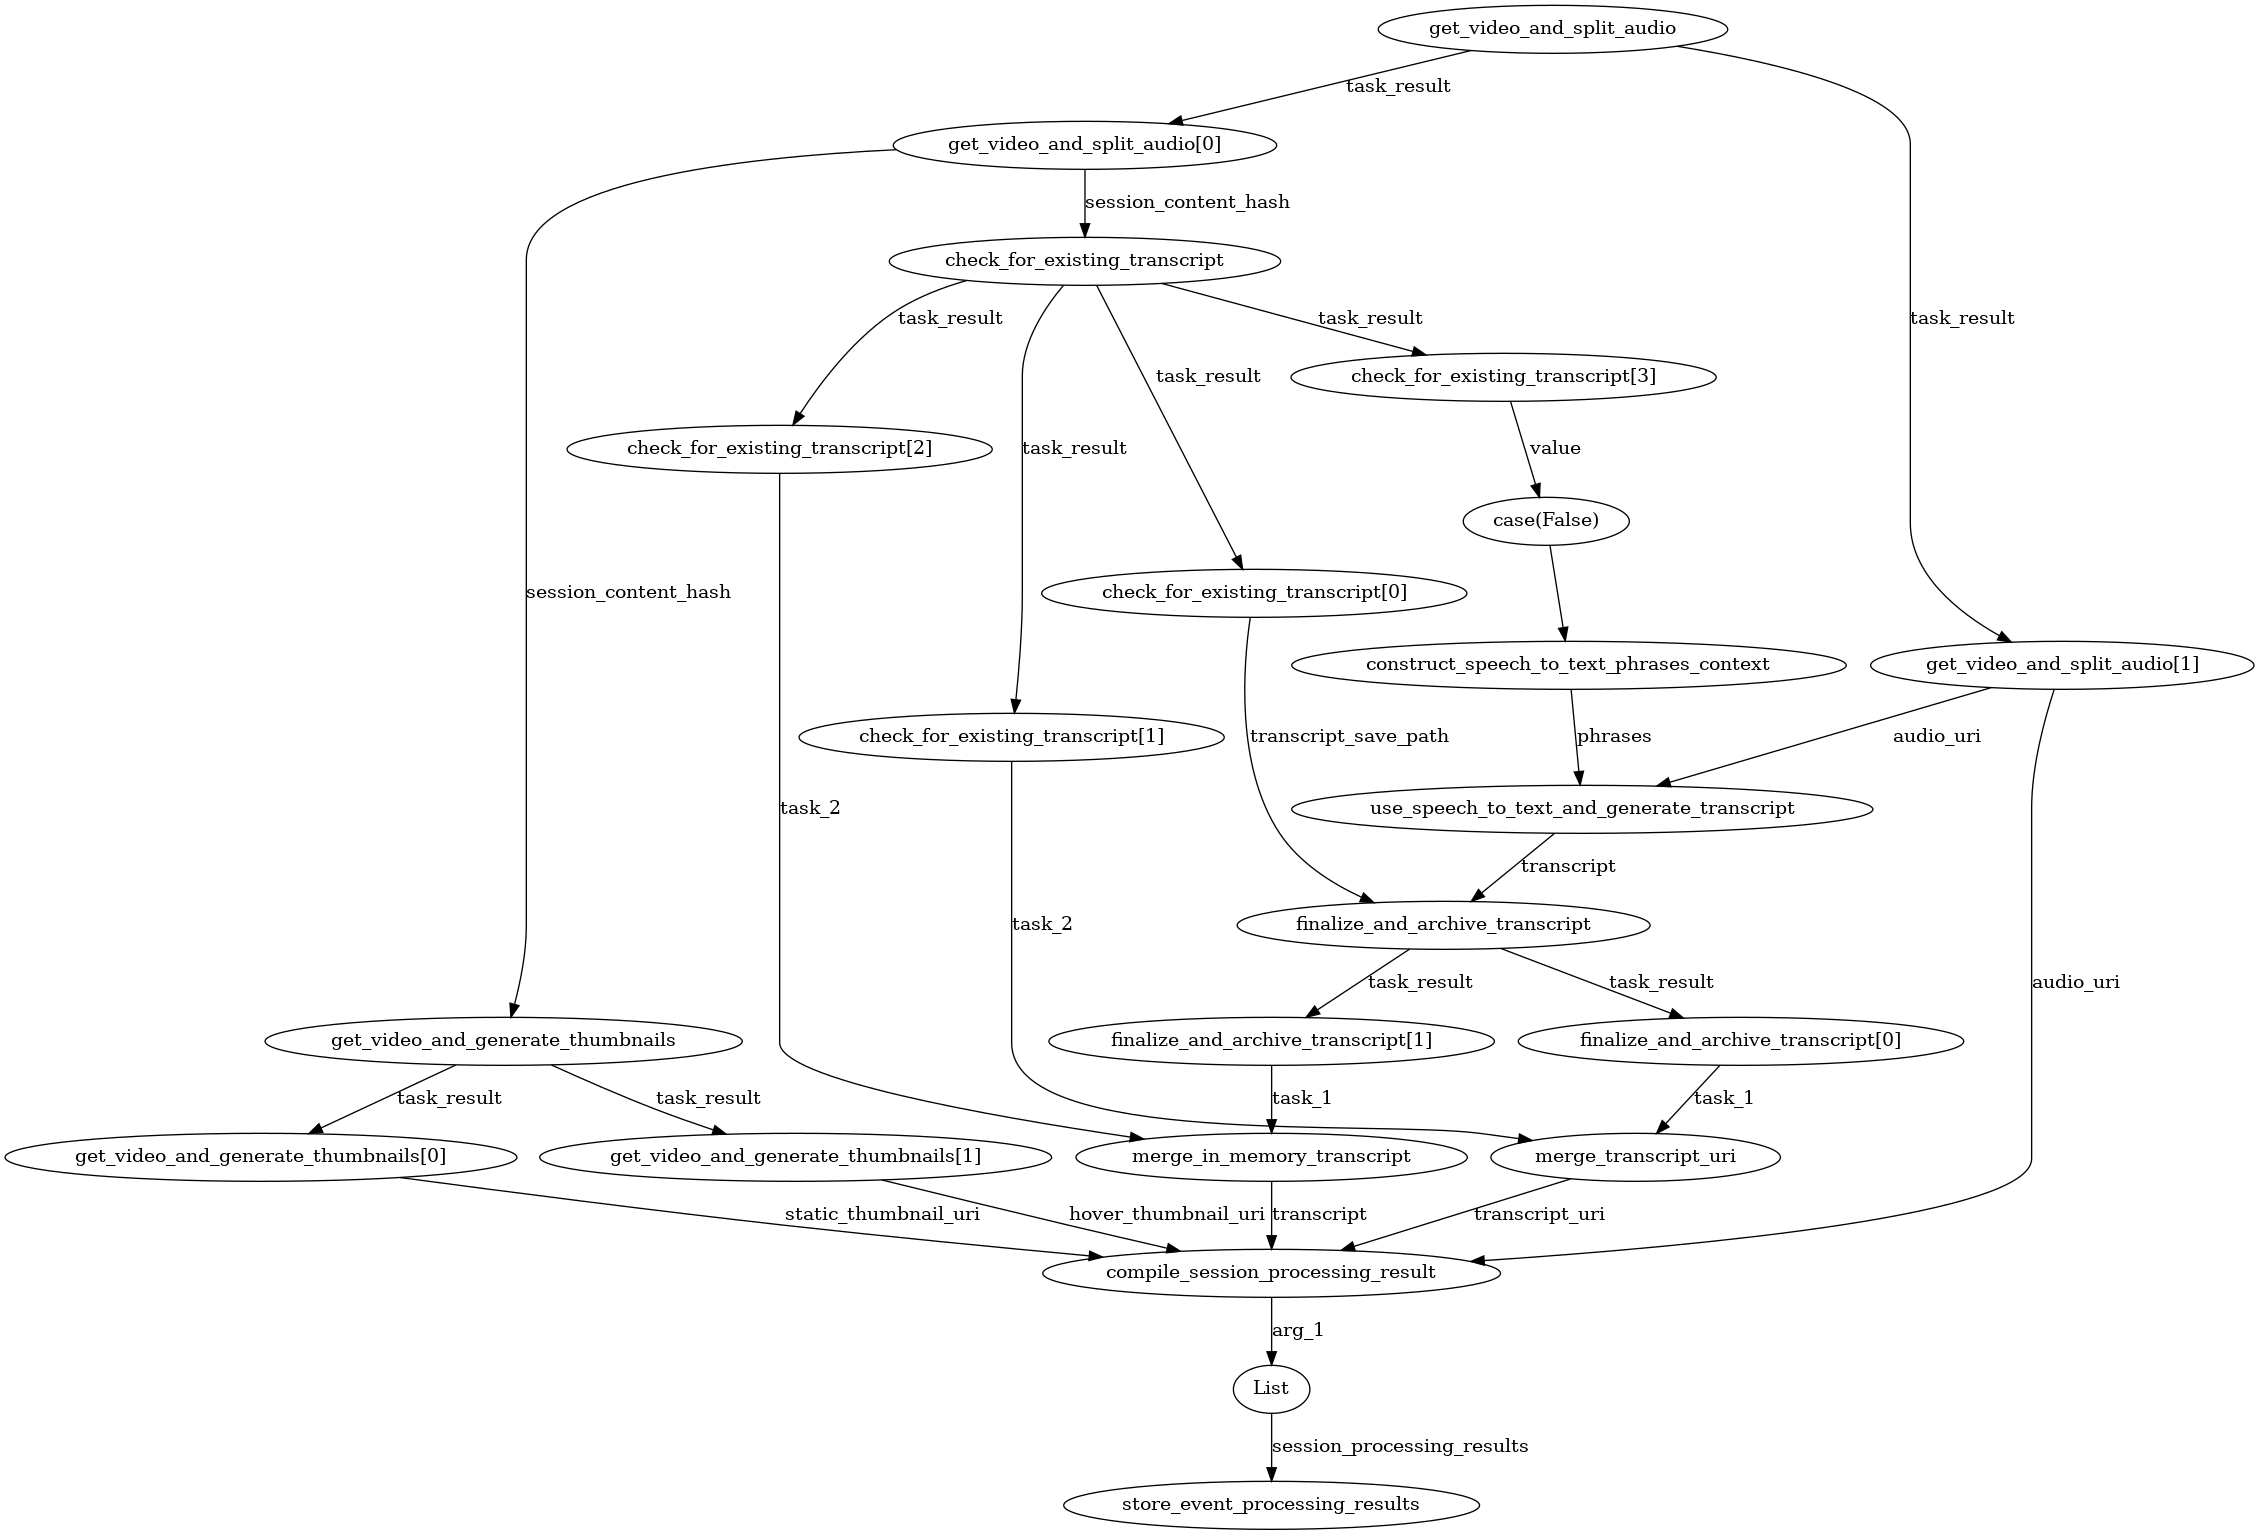 get_video_and_split_audio
task_result
get_video_and_split_audio[0]
session_content_hash
check_for_existing_transcript
task_result
task_result
task_result
task_result
check_for_existing_transcript[3]
check_for_existing_transcript[2]
task_result
value
case(False)
session_content_hash
check_for_existing_transcript[0]
construct_speech_to_text_phrases_context
get_video_and_split_audio[1]
check_for_existing_transcript[1]
transcript_save_path
phrases
audio_uri
task_2
use_speech_to_text_and_generate_transcript
transcript
task_2
finalize_and_archive_transcript
task_result
task_result
audio_uri
get_video_and_generate_thumbnails
finalize_and_archive_transcript[1]
finalize_and_archive_transcript[0]
task_result
task_result
task_1
task_1
get_video_and_generate_thumbnails[0]
get_video_and_generate_thumbnails[1]
merge_in_memory_transcript
merge_transcript_uri
static_thumbnail_uri
hover_thumbnail_uri
transcript
transcript_uri
compile_session_processing_result
arg_1
List
session_processing_results
store_event_processing_results